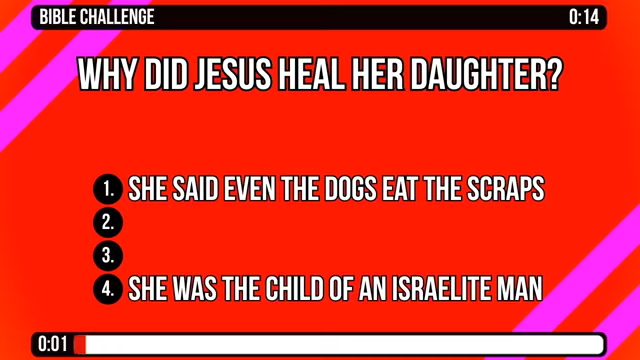 BIBLE CHALLENGE 0:14
WHY DID JESUS HEAL HER DAUGHTER?
1. SHE SAID EVEN THE DOGS EAT THE SCRAPS
2.
3.
4. SHE WAS THE CHILD OF AN ISRAELITE MAN
0:01